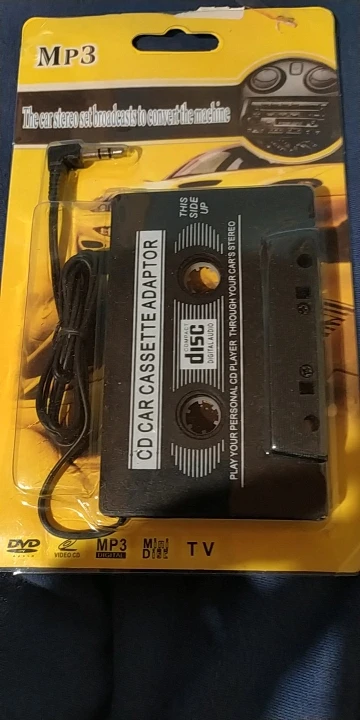 MP3
The car stereo set broadcasts to convert the machine
THIS
SIDE
UP
CD CAR CASSETTE ADAPTOR
COMPACT
disc
DIGITAL AUDIO
PLAY YOUR PERSONAL CD PLAYER THROUGH YOUR CAR'S STEREO
DVD
VIDEO CD
MP3
DIGITAL
TV